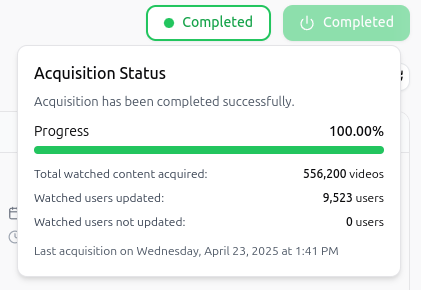 Completed
Completed
Acquisition Status
Acquisition has been completed successfully.
Progress 100.00%
Total watched content acquired: 556,200 videos
Watched users updated: 9,523 users
Watched users not updated: 0 users
Last acquisition on Wednesday, April 23, 2025 at 1:41 PM